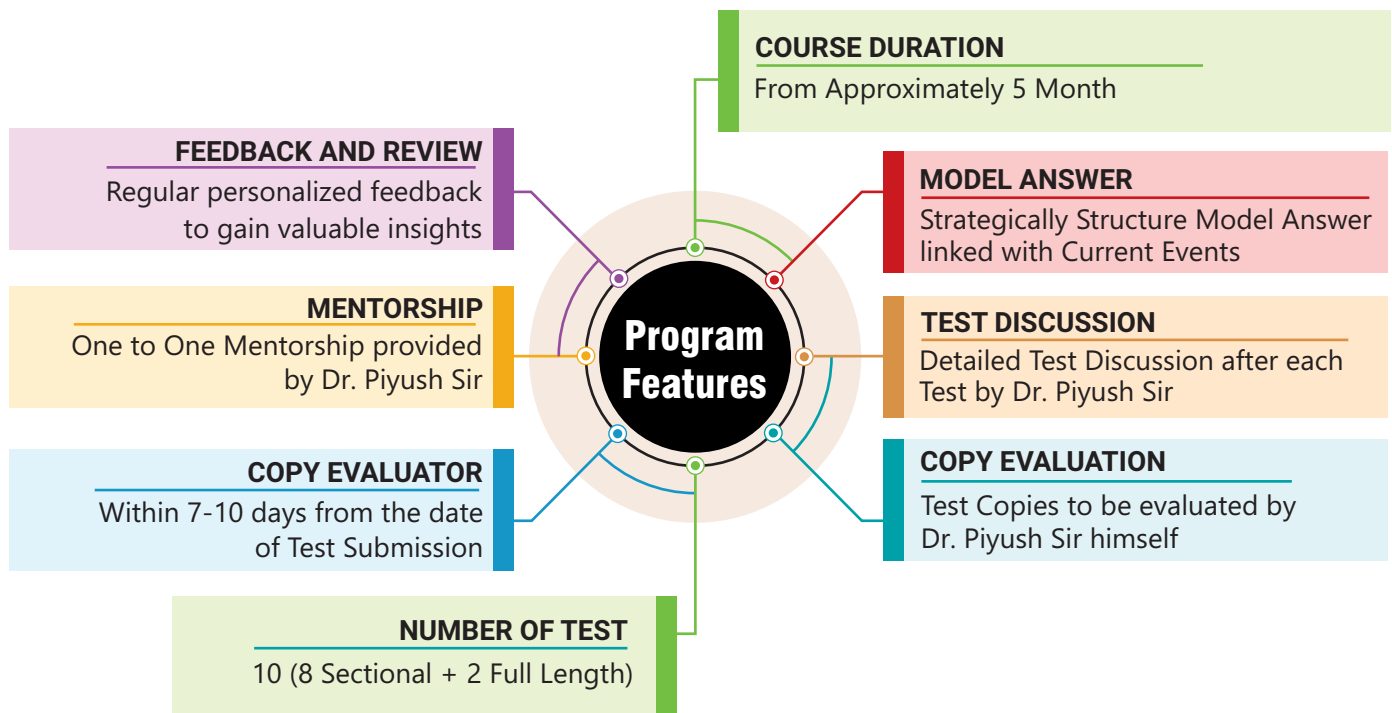 COURSE DURATION
From Approximately 5 Month
FEEDBACK AND REVIEW
Regular personalized feedback
to gain valuable insights
MODEL ANSWER
Strategically Structure Model Answer
linked with Current Events
MENTORSHIP
One to One Mentorship provided
by Dr. Piyush Sir
Program
Features
TEST DISCUSSION
Detailed Test Discussion after each
Test by Dr. Piyush Sir
COPY EVALUATOR
Within 7-10 days from the date
of Test Submission
COPY EVALUATION
Test Copies to be evaluated by
Dr. Piyush Sir himself
NUMBER OF TEST
10 (8 Sectional + 2 Full Length)